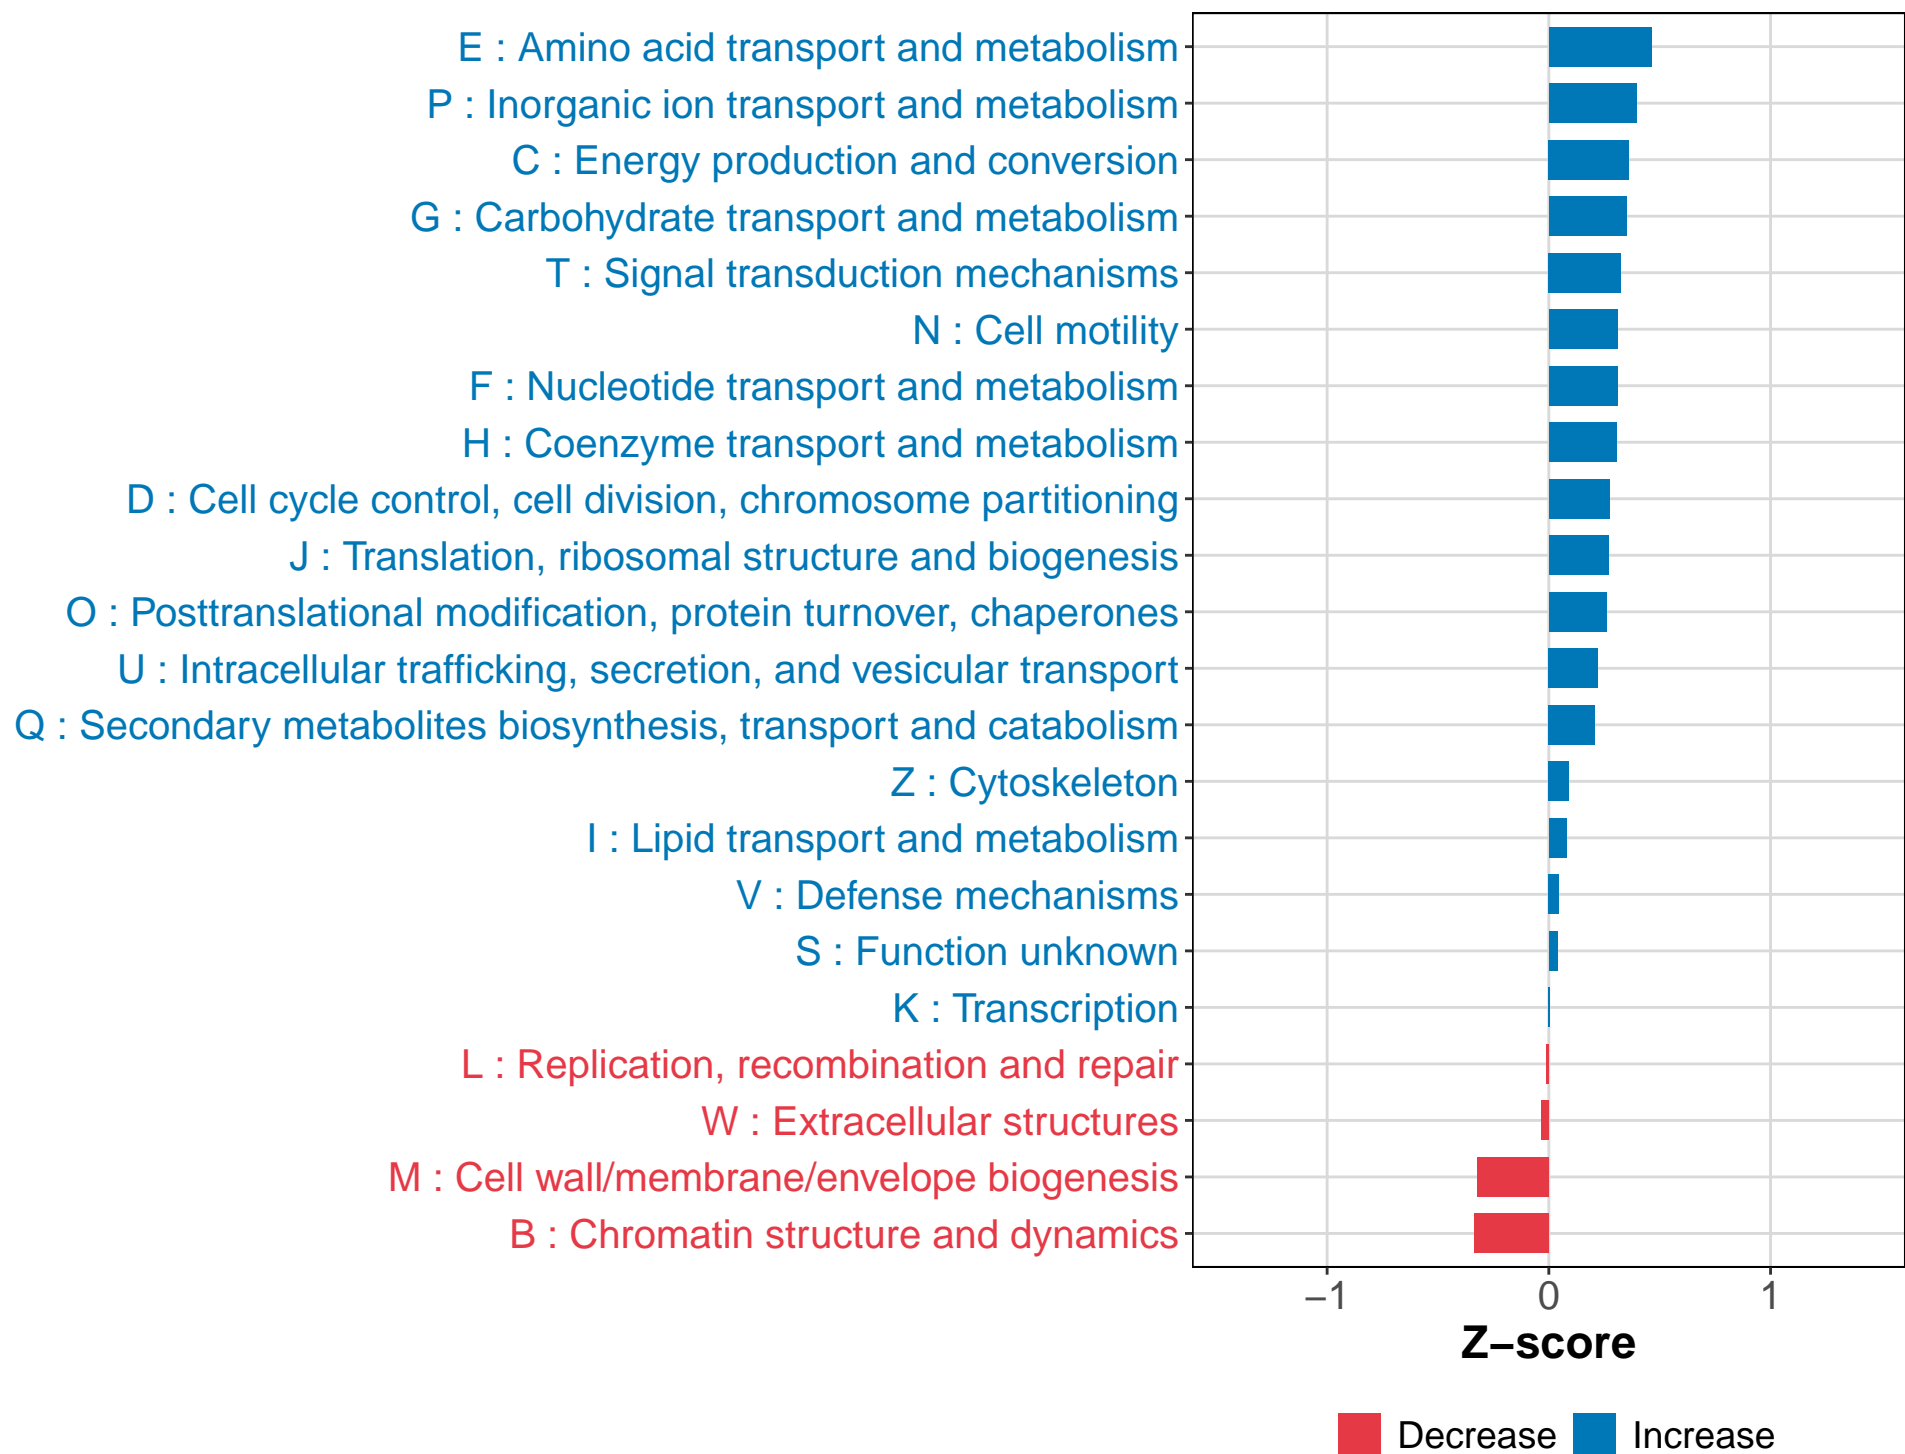 E : Amino acid transport and metabolism
P : Inorganic ion transport and metabolism
C : Energy production and conversion
G : Carbohydrate transport and metabolism
T : Signal transduction mechanisms
N : Cell motility
F : Nucleotide transport and metabolism
H : Coenzyme transport and metabolism
D : Cell cycle control, cell division, chromosome partitioning
J : Translation, ribosomal structure and biogenesis
O : Posttranslational modification, protein turnover, chaperones
U : Intracellular trafficking, secretion, and vesicular transport
Q : Secondary metabolites biosynthesis, transport and catabolism
Z : Cytoskeleton
I : Lipid transport and metabolism
V : Defense mechanisms
S : Function unknown
K : Transcription
L : Replication, recombination and repair
W : Extracellular structures
M : Cell wall/membrane/envelope biogenesis
B : Chromatin structure and dynamics
−1 0 1
Z−score
Decrease Increase